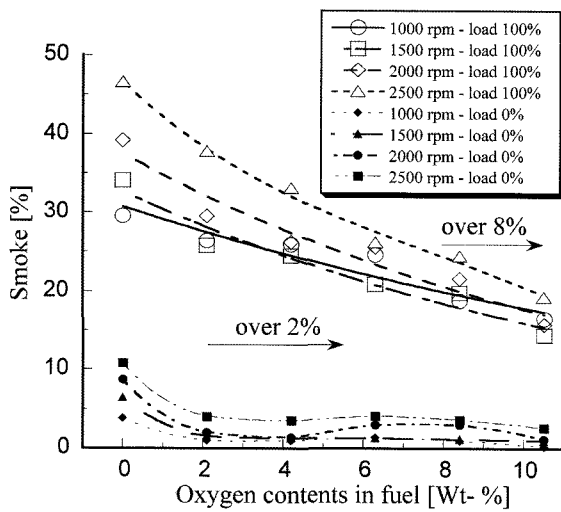 1000 rpm - load 100%
1500 rpm - load 100%
2000 rpm - load 100%
2500 rpm - load 100%
1000 rpm - load 0%
1500 rpm - load 0%
2000 rpm - load 0%
2500 rpm - load 0%
50
40
30
20
10
0
Smoke [%]
over 8%
over 2%
0 2 4 6 8 10
Oxygen contents in fuel [Wt- %]